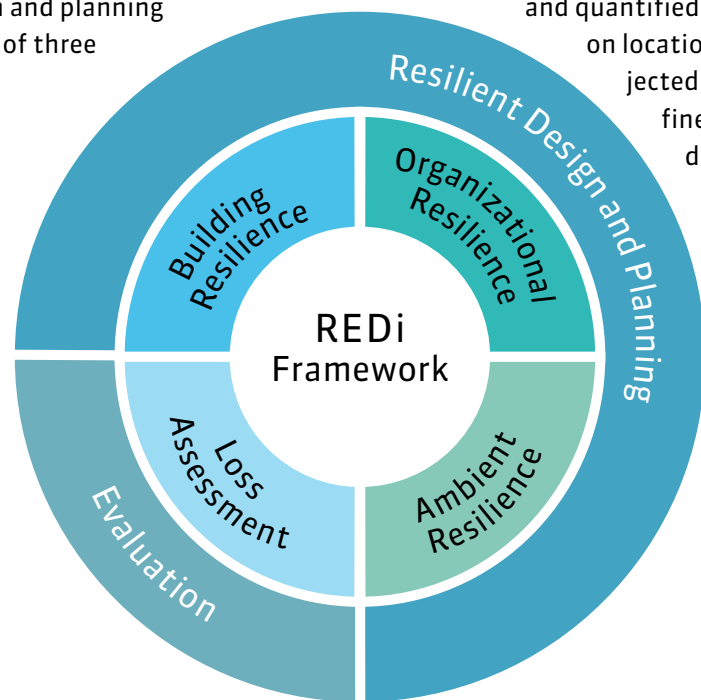 and planning
of three
and quantified
on locatio
jected
fine
d
Resilient Design and Planning
Building
Resilience
Organizational
Resilience
REDi
Framework
Loss
Assessment
Ambient
Resilience
Evaluation